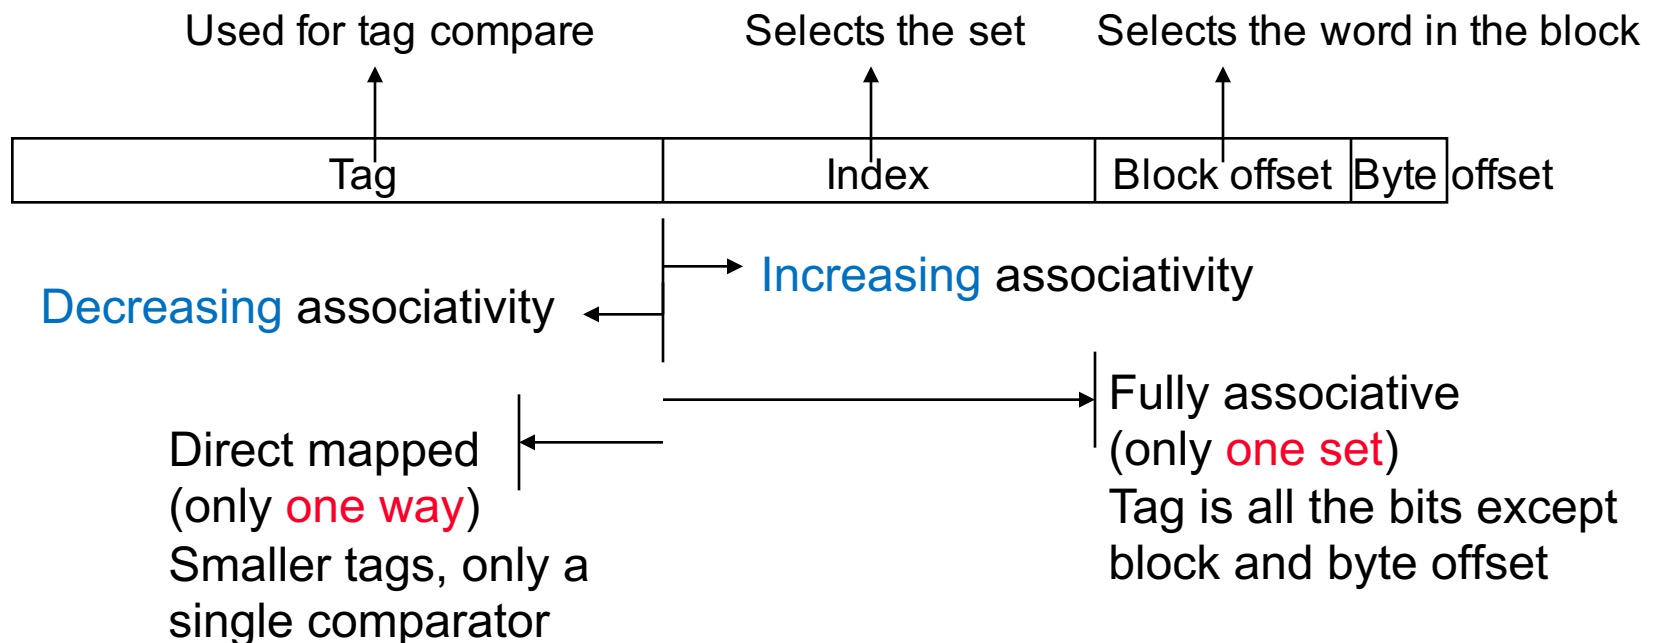 Used for tag compare
Selects the set
Selects the word in the block
Tag
Index
Block offset
Byte offset
Increasing associativity
Decreasing associativity
Fully associative
(only one set)
Tag is all the bits except
block and byte offset
Direct mapped
(only one way)
Smaller tags, only a
single comparator